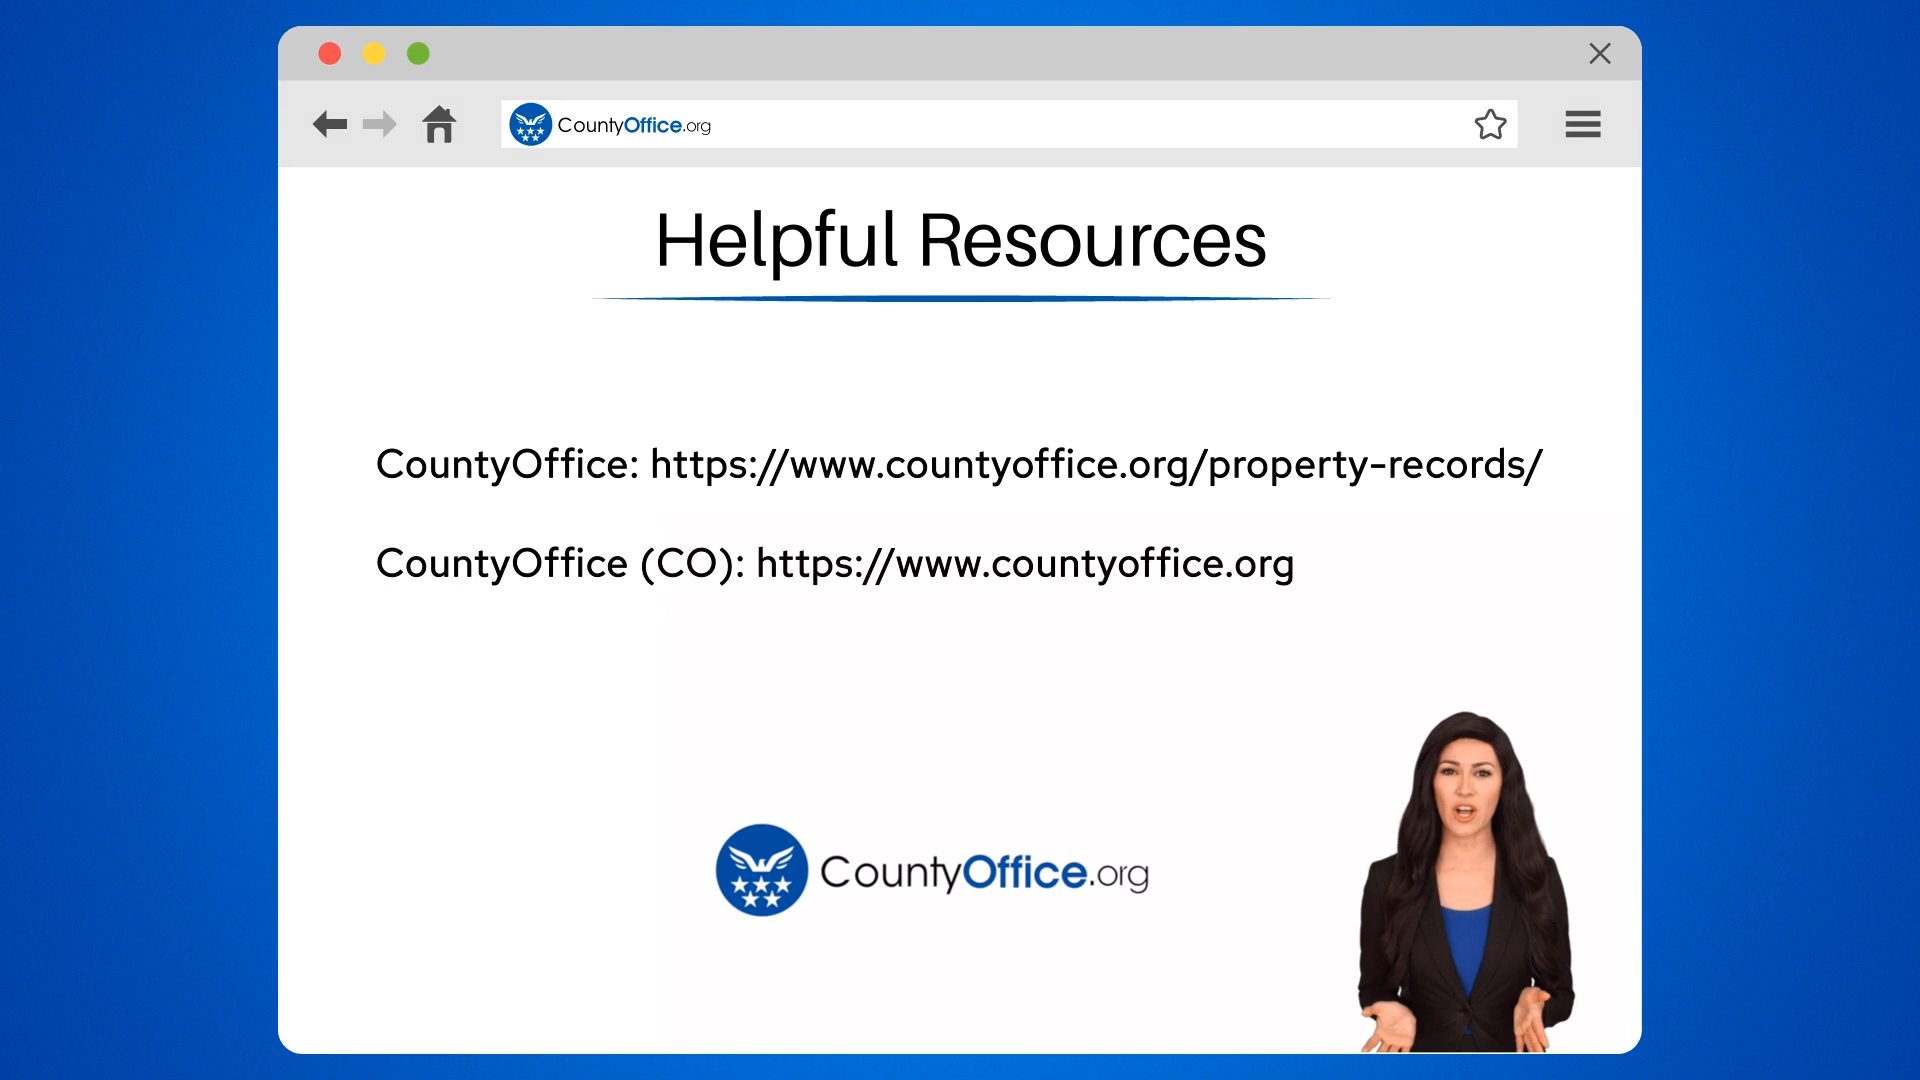 CountyOffice.org
Helpful Resources
CountyOffice: https://www.countyoffice.org/property-records/
CountyOffice (CO): https://www.countyoffice.org
CountyOffice.org